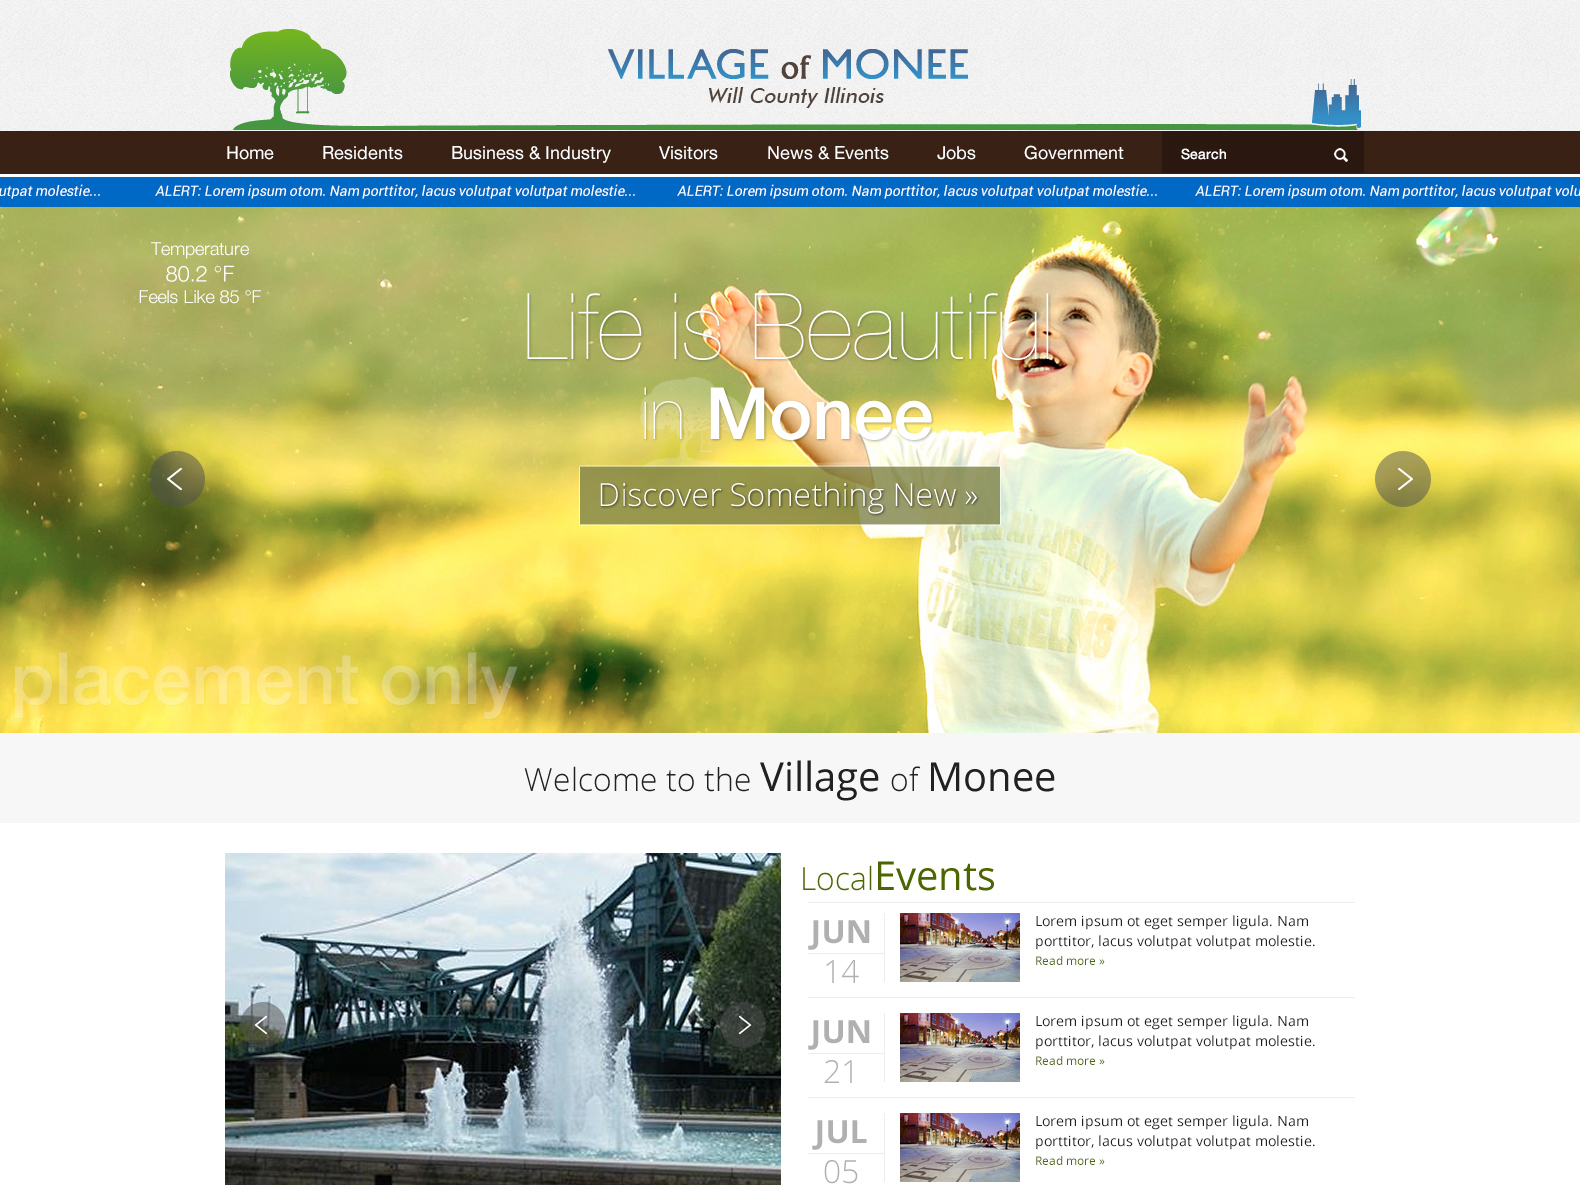 VILLAGE of MONEE
Will County Illinois
Home Residents Business & Industry Visitors News & Events Jobs Government Search
utpat molestie... ALERT: Lorem ipsum otom. Nam porttitor, lacus volutpat volutpat molestie... ALERT: Lorem ipsum otom. Nam porttitor, lacus volutpat volutpat molestie... ALERT: Lorem ipsum otom. Nam porttitor, lacus volutpat volu
Temperature
80.2 °F
Feels Like 85 °F
Life is Beautiful
in Monee
Discover Something New »
THAT
placement only
Welcome to the Village of Monee
LocalEvents
JUN
14
Lorem ipsum ot eget semper ligula. Nam
porttitor, lacus volutpat volutpat molestie.
Read more »
JUN
21
Lorem ipsum ot eget semper ligula. Nam
porttitor, lacus volutpat volutpat molestie.
Read more »
JUL
05
Lorem ipsum ot eget semper ligula. Nam
porttitor, lacus volutpat volutpat molestie.
Read more »